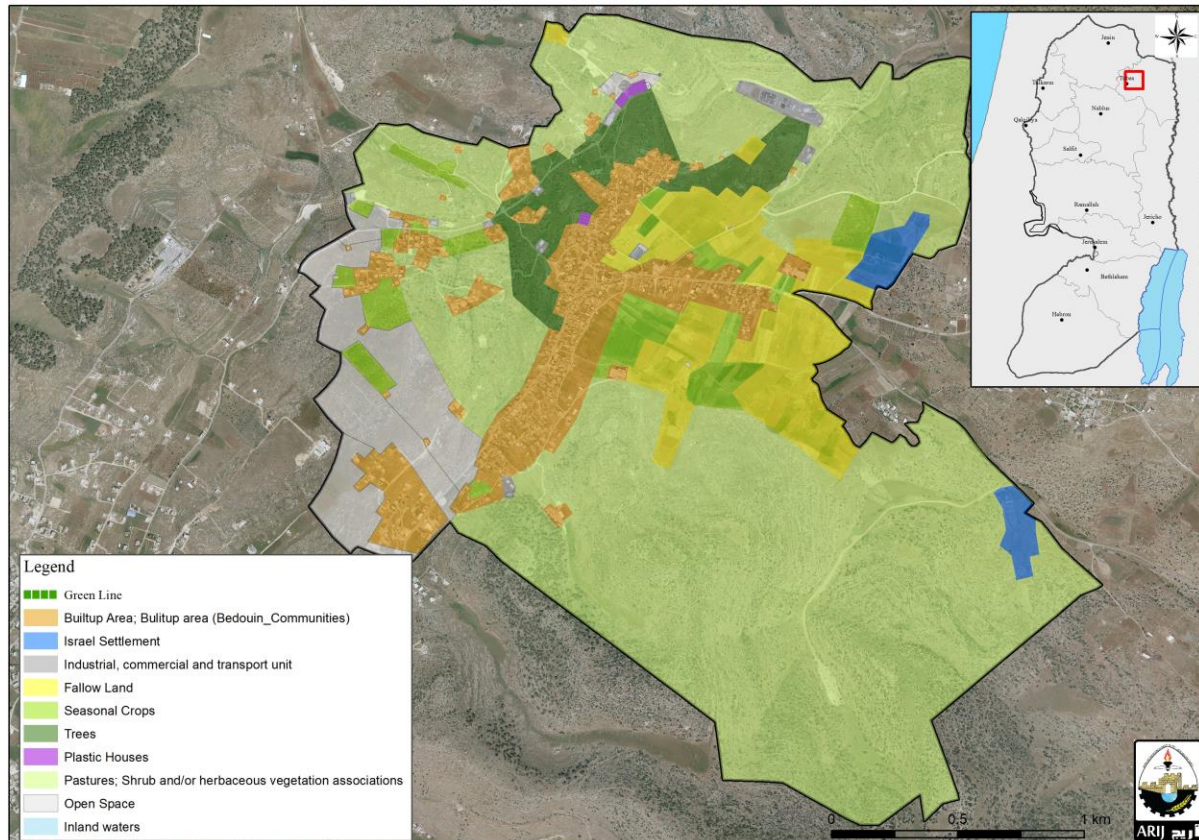 Jenin
Tubas
Tulkarm
Nablus
Qalqiliya
Salfit
Ramallah
Jericho
Jerusalem
Bethlehem
Hebron
Legend
Green Line
Builtup Area; Bulitup area (Bedouin_Communities)
Israel Settlement
Industrial, commercial and transport unit
Fallow Land
Seasonal Crops
Trees
Plastic Houses
Pastures; Shrub and/or herbaceous vegetation associations
Open Space
Inland waters
0 0.5 1 km
ARIJ أريج